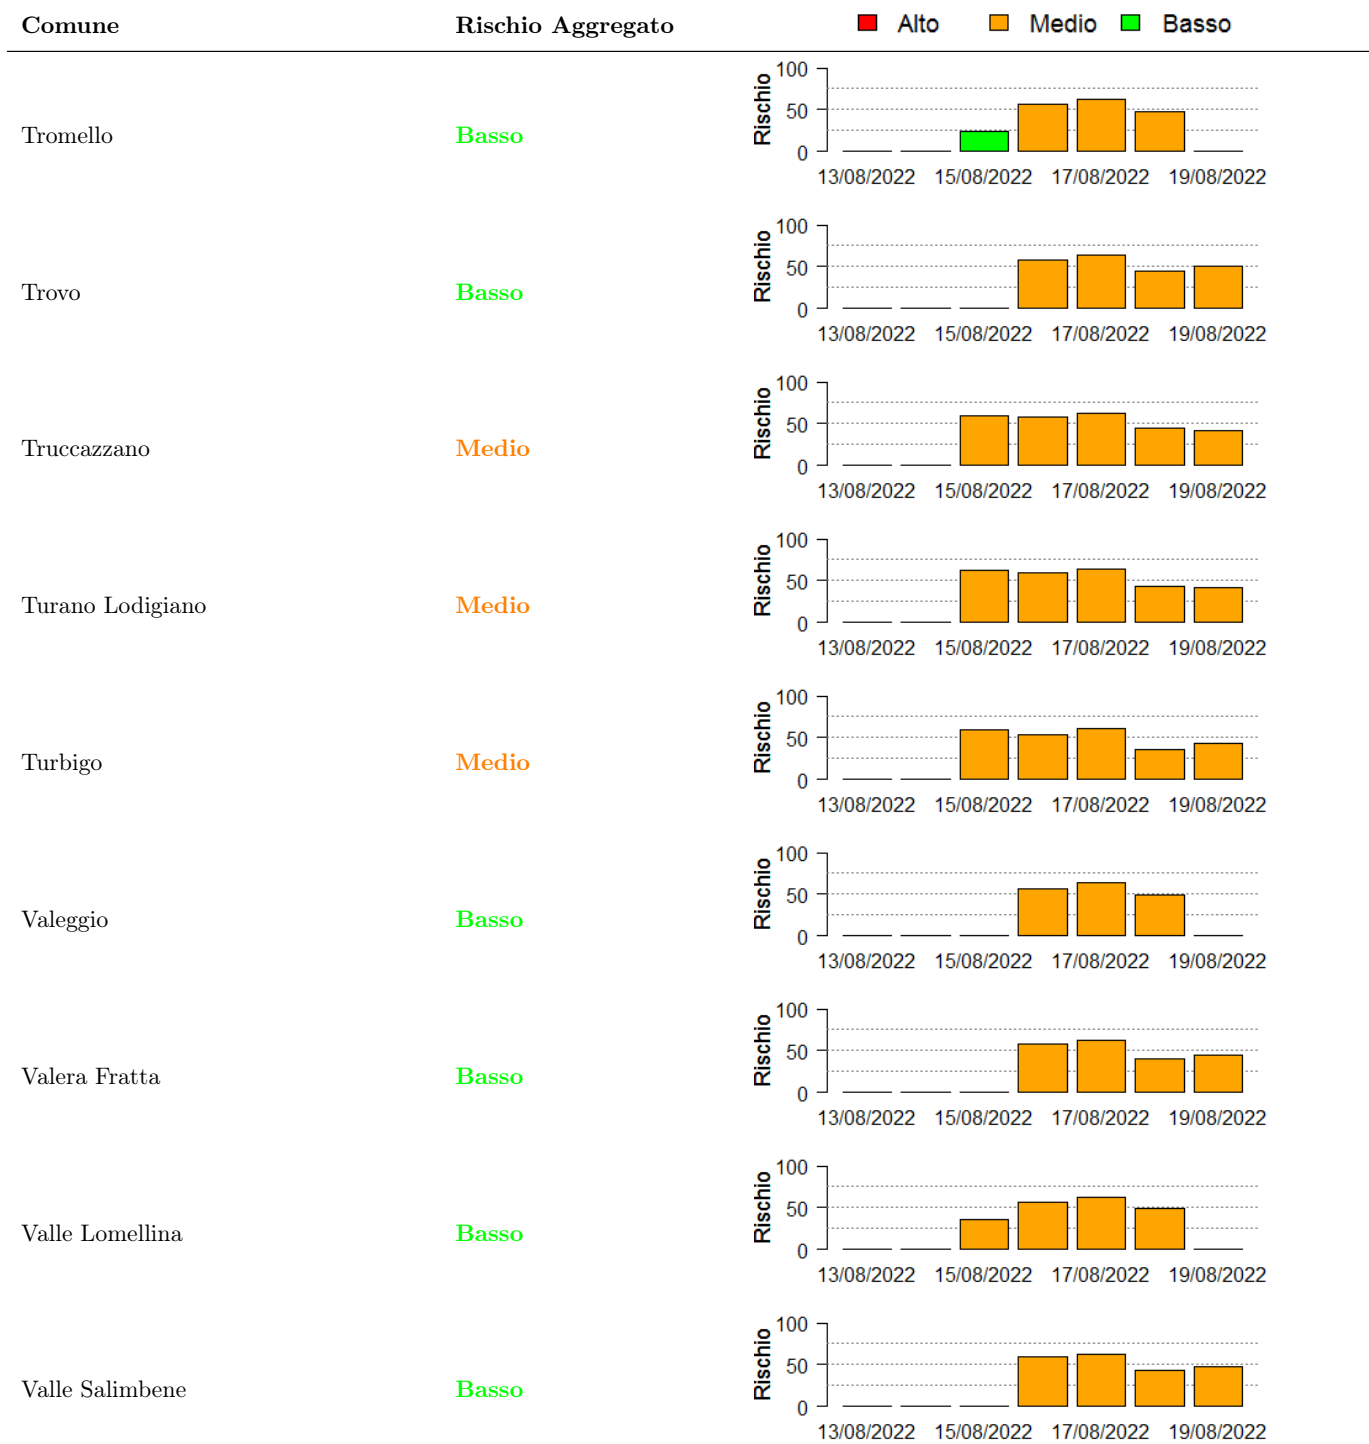 Comune Rischio Aggregato Alto Medio Basso
Tromello Basso Rischio 100 50 0
13/08/2022 15/08/2022 17/08/2022 19/08/2022
Trovo Basso Rischio 100 50 0
13/08/2022 15/08/2022 17/08/2022 19/08/2022
Truccazzano Medio Rischio 100 50 0
13/08/2022 15/08/2022 17/08/2022 19/08/2022
Turano Lodigiano Medio Rischio 100 50 0
13/08/2022 15/08/2022 17/08/2022 19/08/2022
Turbigo Medio Rischio 100 50 0
13/08/2022 15/08/2022 17/08/2022 19/08/2022
Valeggio Basso Rischio 100 50 0
13/08/2022 15/08/2022 17/08/2022 19/08/2022
Valera Fratta Basso Rischio 100 50 0
13/08/2022 15/08/2022 17/08/2022 19/08/2022
Valle Lomellina Basso Rischio 100 50 0
13/08/2022 15/08/2022 17/08/2022 19/08/2022
Valle Salimbene Basso Rischio 100 50 0
13/08/2022 15/08/2022 17/08/2022 19/08/2022